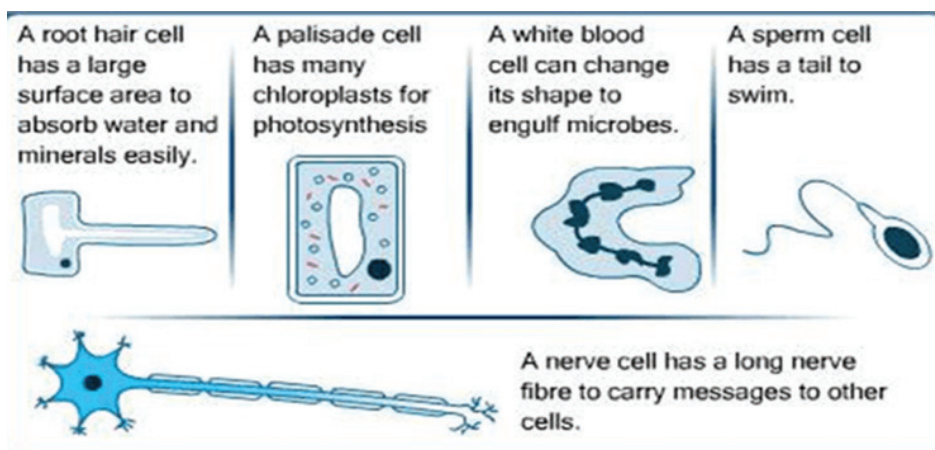 A root hair cell
has a large
surface area to
absorb water and
minerals easily.
A palisade cell
has many
chloroplasts for
photosynthesis
A white blood
cell can change
its shape to
engulf microbes.
A sperm cell
has a tail to
swim.
A nerve cell has a long nerve
fibre to carry messages to other
cells.